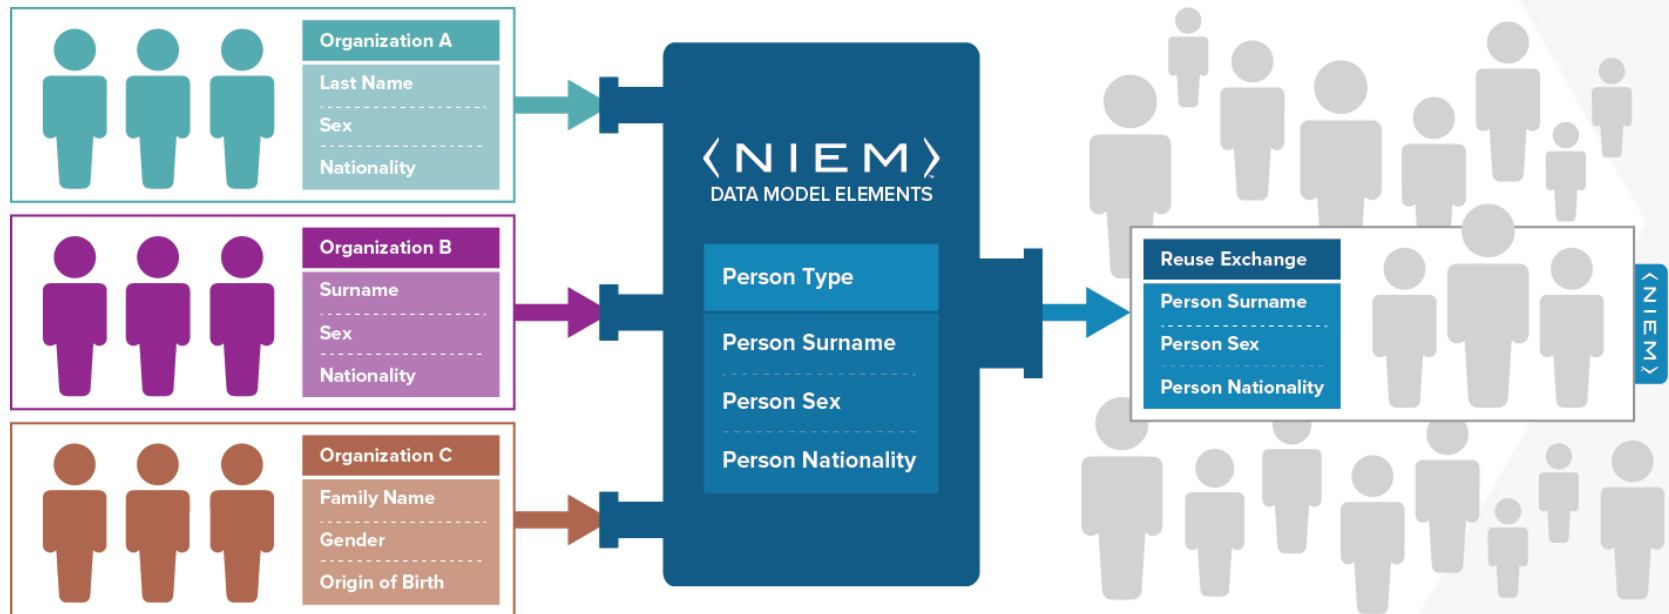 Organization A
Last Name
Sex
Nationality
Organization B
Surname
Sex
Nationality
Organization C
Family Name
Gender
Origin of Birth
〈NIEM〉™
DATA MODEL ELEMENTS
Person Type
Person Surname
Person Sex
Person Nationality
Reuse Exchange
Person Surname
Person Sex
Person Nationality
〈NIEM〉